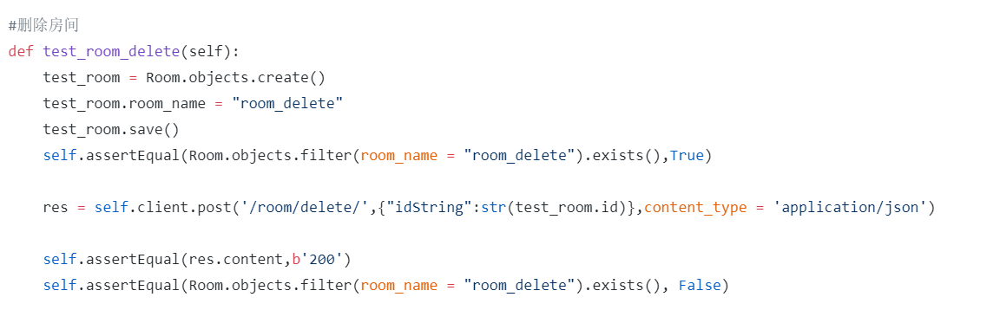 #删除房间
def test_room_delete(self):
    test_room = Room.objects.create()
    test_room.room_name = "room_delete"
    test_room.save()
    self.assertEqual(Room.objects.filter(room_name = "room_delete").exists(),True)
    res = self.client.post('/room/delete/',{"idString":str(test_room.id)},content_type = 'application/json')
    self.assertEqual(res.content,b'200')
    self.assertEqual(Room.objects.filter(room_name = "room_delete").exists(), False)